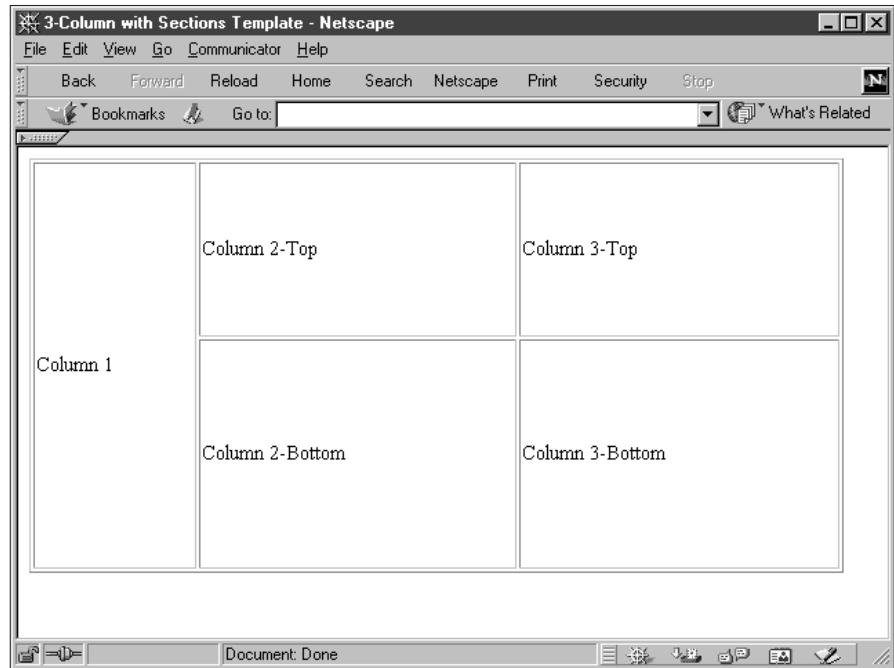 3-Column with Sections Template - Netscape
File Edit View Go Communicator Help
Back Forward Reload Home Search Netscape Print Security Stop N
Bookmarks Go to: What's Related
Column 2-Top Column 3-Top
Column 1
Column 2-Bottom Column 3-Bottom
Document: Done